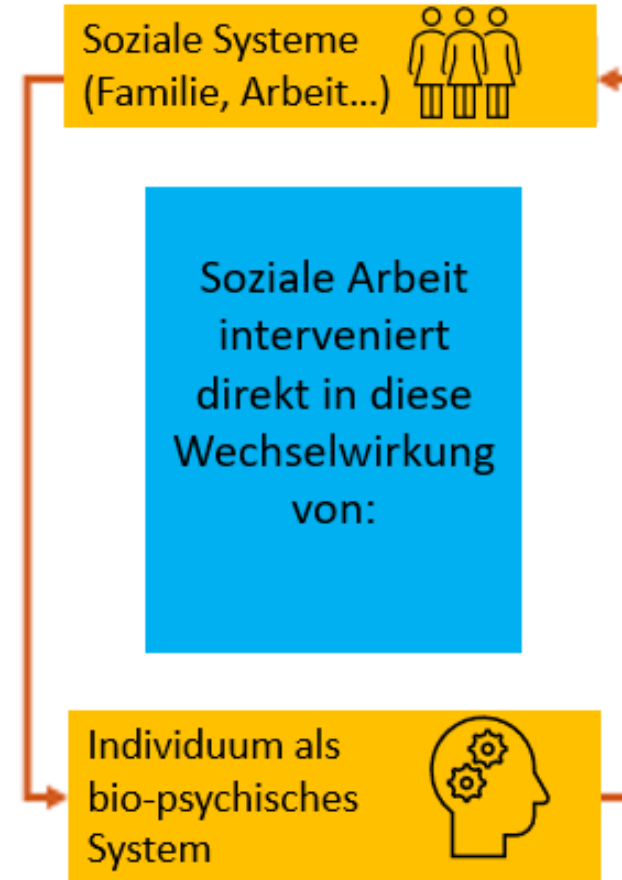 Soziale Systeme
(Familie, Arbeit...)
Soziale Arbeit
interveniert
direkt in diese
Wechselwirkung
von:
Individuum als
bio-psychisches
System